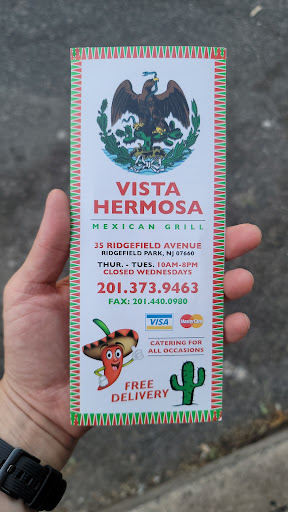 VISTA
HERMOSA
MEXICAN GRILL
35 RIDGEFIELD AVENUE
RIDGEFIELD PARK, NJ 07660
THUR. - TUES. 10AM-8PM
CLOSED WEDNESDAYS
201.373.9463
FAX: 201.440.0980
VISA MasterCard
CATERING FOR
ALL OCCASIONS
FREE
DELIVERY